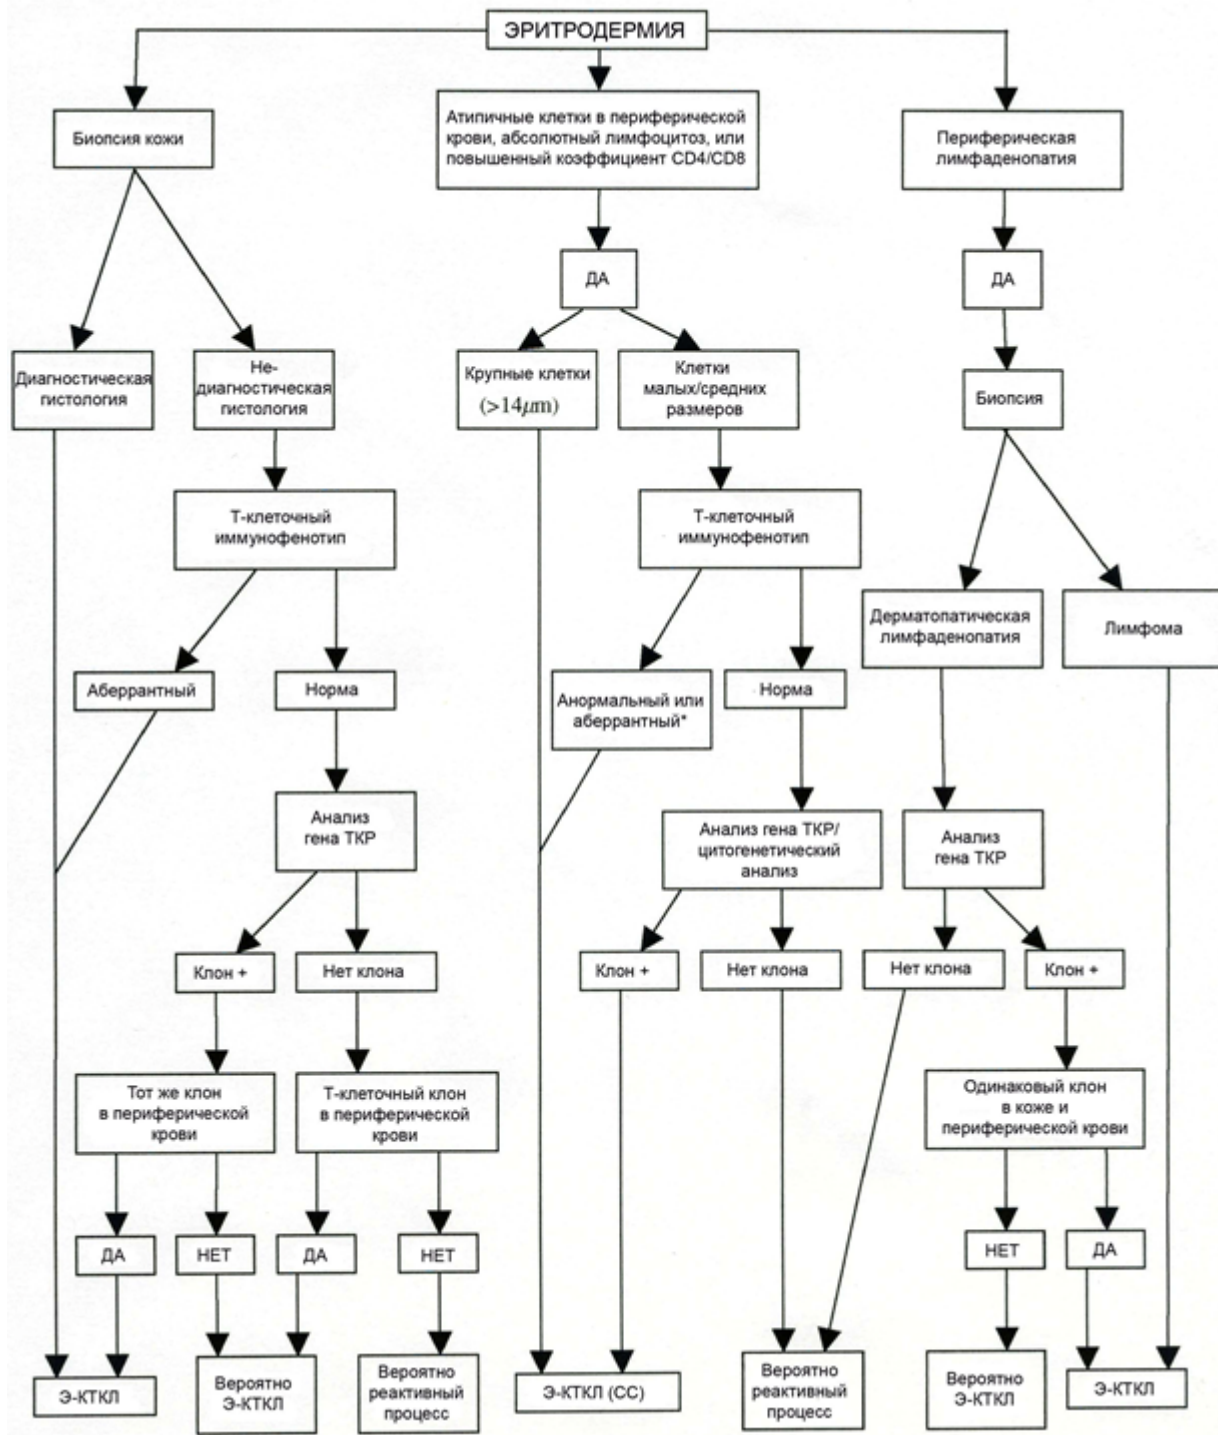 ЭРИТРОДЕРМИЯ
Биопсия кожи
Атипичные клетки в периферической
крови, абсолютный лимфоцитоз, или
повышенный коэффициент CD4/CD8
Периферическая
лимфаденопатия
ДА
ДА
Диагностическая
гистология
Не-
диагностическая
гистология
Крупные клетки
(>14μm)
Клетки
малых/средних
размеров
Биопсия
Т-клеточный
иммунофенотип
Т-клеточный
иммунофенотип
Дерматопатическая
лимфаденопатия
Лимфома
Аберрантный
Норма
Анормальный или
аберрантный*
Норма
Анализ
гена ТКР
Анализ гена ТКР/
цитогенетический
анализ
Анализ
гена ТКР
Клон +
Нет клона
Клон +
Нет клона
Нет клона
Клон +
Тот же клон
в периферической
крови
Т-клеточный клон
в периферической
крови
Одинаковый клон
в коже и
периферической крови
ДА
НЕТ
ДА
НЕТ
НЕТ
ДА
Э-КТКЛ
Вероятно
Э-КТКЛ
Вероятно
реактивный
процесс
Э-КТКЛ (СС)
Вероятно
реактивный
процесс
Вероятно
Э-КТКЛ
Э-КТКЛ